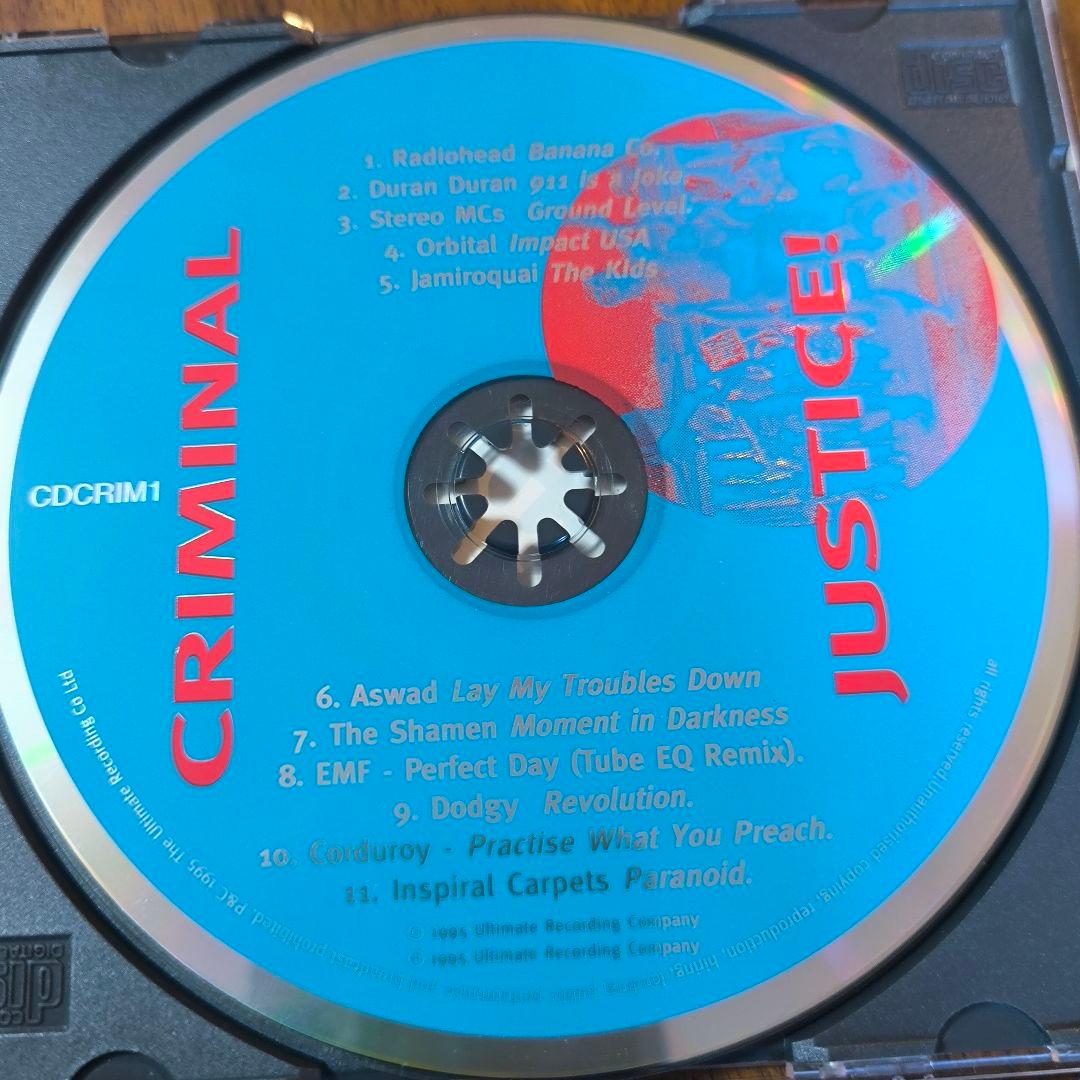 disc
DIGITAL AUDIO
1. Radiohead Banana Co.
2. Duran Duran 911 is a Joke.
3. Stereo MCs Ground Level.
4. Orbital Impact USA
5. Jamiroquai The Kids
CRIMINAL
JUSTICE!
CDCRIM1
6. Aswad Lay My Troubles Down
7. The Shamen Moment in Darkness
8. EMF - Perfect Day (Tube EQ Remix).
9. Dodgy Revolution.
10. Corduroy - Practise What You Preach.
11. Inspiral Carpets Paranoid.
© 1995 Ultimate Recording Company
℗ 1995 Ultimate Recording Company
all rights reserved Unauthorised copying, reproduction, hiring, lending, public performance and broadcast prohibited. P&C 1995 The Ultimate Recording Co Ltd